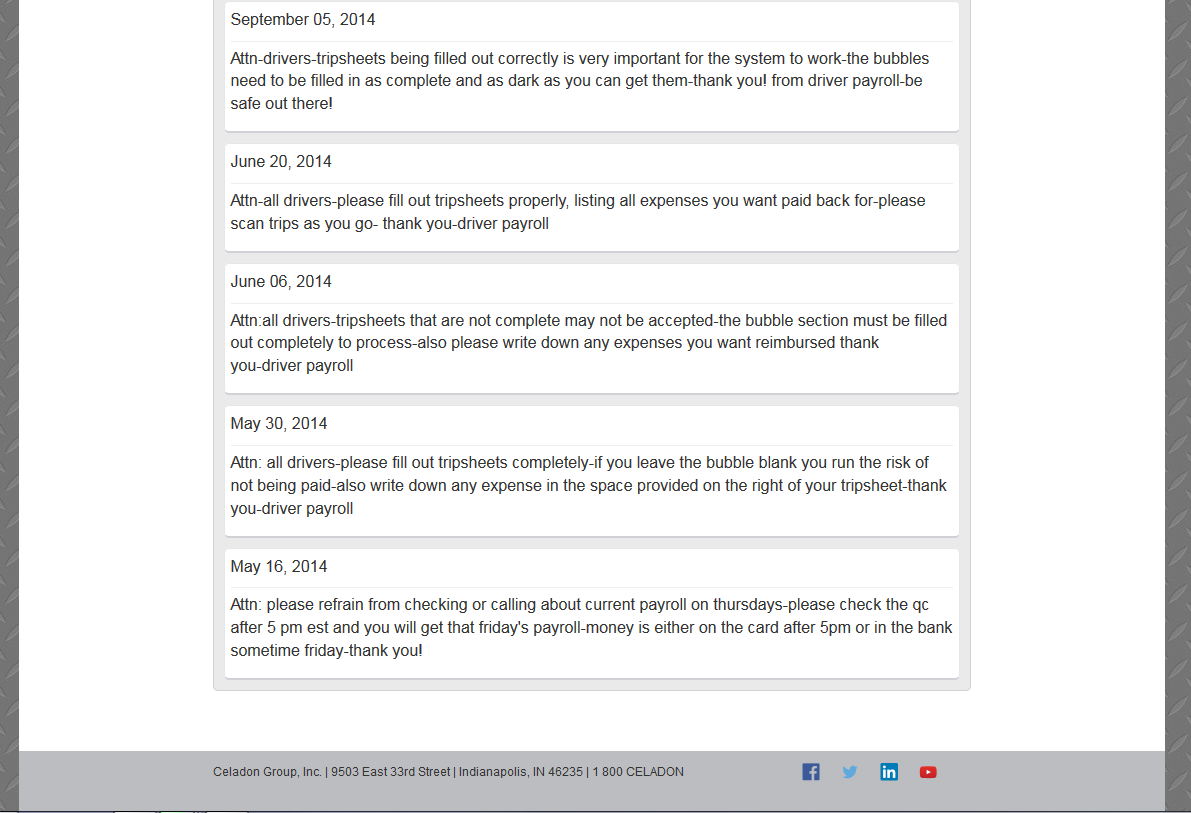 September 05, 2014
Attn-drivers-tripsheets being filled out correctly is very important for the system to work-the bubbles
need to be filled in as complete and as dark as you can get them-thank you! from driver payroll-be
safe out there!
June 20, 2014
Attn-all drivers-please fill out tripsheets properly, listing all expenses you want paid back for-please
scan trips as you go- thank you-driver payroll
June 06, 2014
Attn:all drivers-tripsheets that are not complete may not be accepted-the bubble section must be filled
out completely to process-also please write down any expenses you want reimbursed thank
you-driver payroll
May 30, 2014
Attn: all drivers-please fill out tripsheets completely-if you leave the bubble blank you run the risk of
not being paid-also write down any expense in the space provided on the right of your tripsheet-thank
you-driver payroll
May 16, 2014
Attn: please refrain from checking or calling about current payroll on thursdays-please check the qc
after 5 pm est and you will get that friday's payroll-money is either on the card after 5pm or in the bank
sometime friday-thank you!
Celadon Group, Inc. | 9503 East 33rd Street | Indianapolis, IN 46235 | 1 800 CELADON